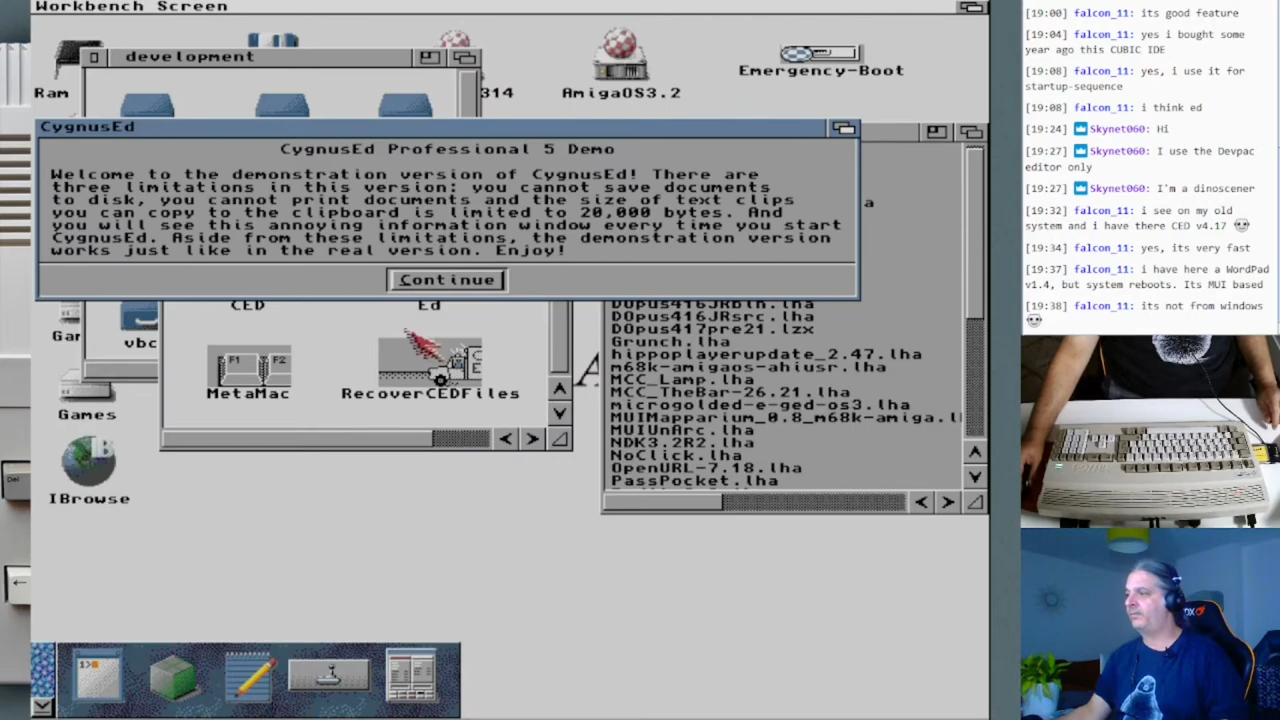 Workbench Screen
development
Ram
314
AmigaOS3.2
Emergency-Boot
CygnusEd
CygnusEd Professional 5 Demo
Welcome to the demonstration version of CygnusEd! There are
three limitations in this version: you cannot save documents
to disk, you cannot print documents and the size of text clips
you can copy to the clipboard is limited to 20,000 bytes. And
you will see this annoying information window every time you start
CygnusEd. Aside from these limitations, the demonstration version
works just like in the real version. Enjoy!
Continue
a
CED
Ed
vbc
MetaMac
RecoverCEDFiles
Games
IBrowse
DOpus416JRsrc.lha
DOpus417pre21.lzx
Grunch.lha
hippoplayerupdate_2.47.lha
m68k-amigaos-ahiusr.lha
MCC_Lamp.lha
MCC_TheBar-26.21.lha
microgolded-e-ged-os3.lha
MUIMapparium_0.8_m68k-amiga.l
MUIUnArc.lha
NDK3.2R2.lha
NoClick.lha
OpenURL-7.18.lha
PassPocket.lha
1>
F1 F2
Del
[19:00] falcon_11: its good feature
[19:04] falcon_11: yes i bought some
year ago this CUBIC IDE
[19:08] falcon_11: yes, i use it for
startup-sequence
[19:08] falcon_11: i think ed
[19:24] Skynet060: Hi
[19:27] Skynet060: I use the Devpac
editor only
[19:27] Skynet060: I'm a dinoscener
[19:32] falcon_11: i see on my old
system and i have there CED v4.17
[19:34] falcon_11: yes, its very fast
[19:37] falcon_11: i have here a WordPad
v1.4, but system reboots. Its MUI based
[19:38] falcon_11: its not from windows